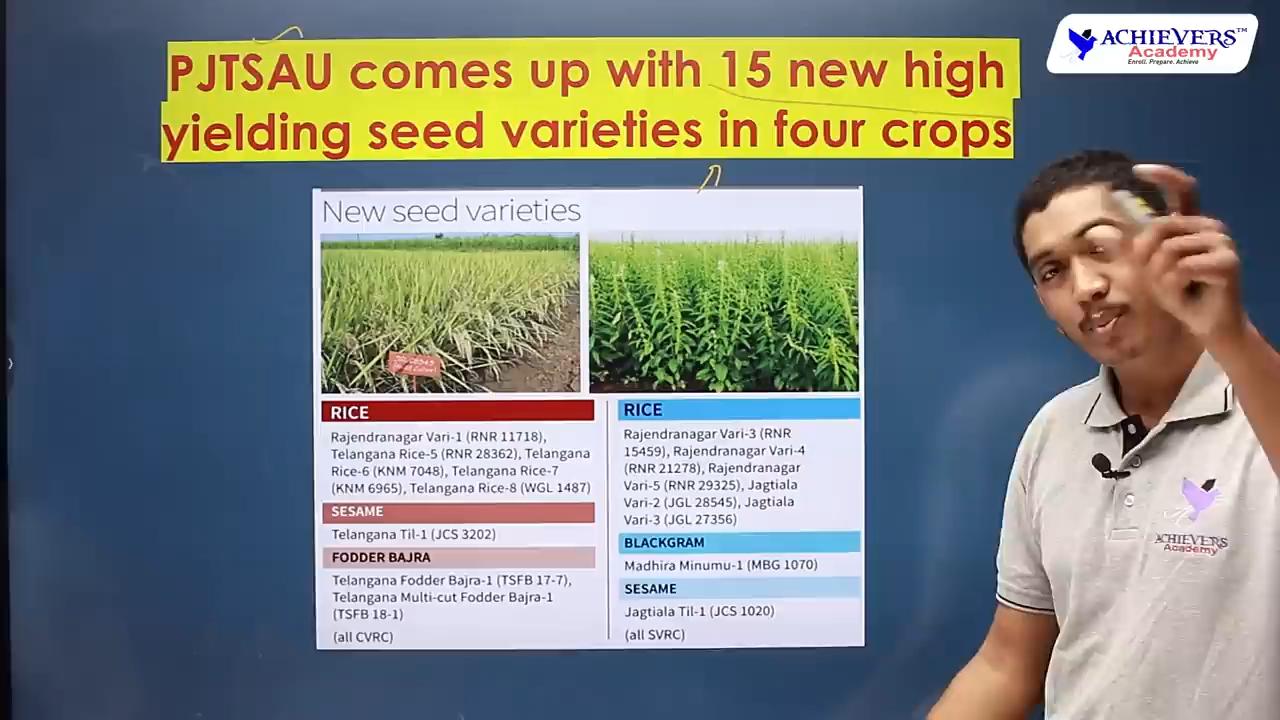 ACHIEVERS™
Academy
Enroll. Prepare. Achieve
PJTSAU comes up with 15 new high
yielding seed varieties in four crops
New seed varieties
RICE
Rajendranagar Vari-1 (RNR 11718),
Telangana Rice-5 (RNR 28362), Telangana
Rice-6 (KNM 7048), Telangana Rice-7
(KNM 6965), Telangana Rice-8 (WGL 1487)
SESAME
Telangana Til-1 (JCS 3202)
FODDER BAJRA
Telangana Fodder Bajra-1 (TSFB 17-7),
Telangana Multi-cut Fodder Bajra-1
(TSFB 18-1)
(all CVRC)
RICE
Rajendranagar Vari-3 (RNR
15459), Rajendranagar Vari-4
(RNR 21278), Rajendranagar
Vari-5 (RNR 29325), Jagtiala
Vari-2 (JGL 28545), Jagtiala
Vari-3 (JGL 27356)
BLACKGRAM
Madhira Minumu-1 (MBG 1070)
SESAME
Jagtiala Til-1 (JCS 1020)
(all SVRC)
ACHIEVERS
Academy